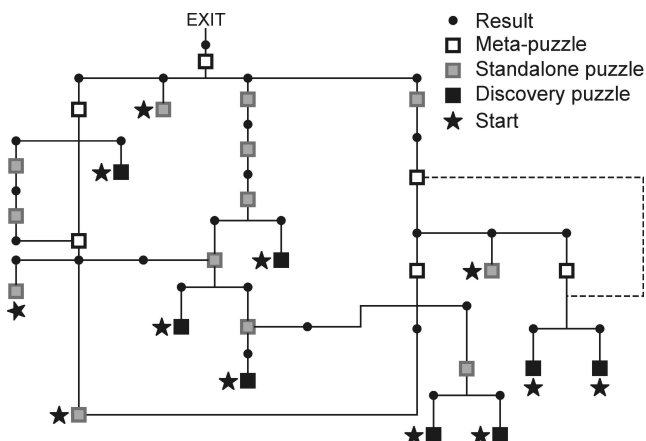 EXIT
Result
Meta-puzzle
Standalone puzzle
Discovery puzzle
Start